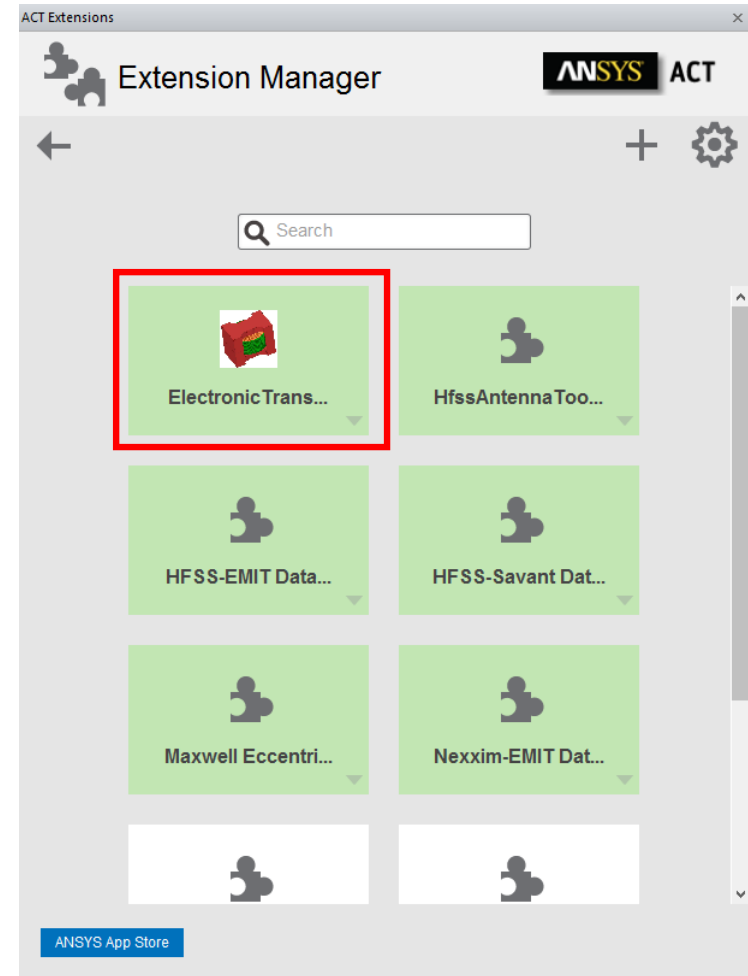 ACT Extensions
Extension Manager
ANSYS ACT
Search
ElectronicTrans...
HfssAntennaToo...
HFSS-EMIT Data...
HFSS-Savant Dat...
Maxwell Eccentri...
Nexxim-EMIT Dat...
ANSYS App Store